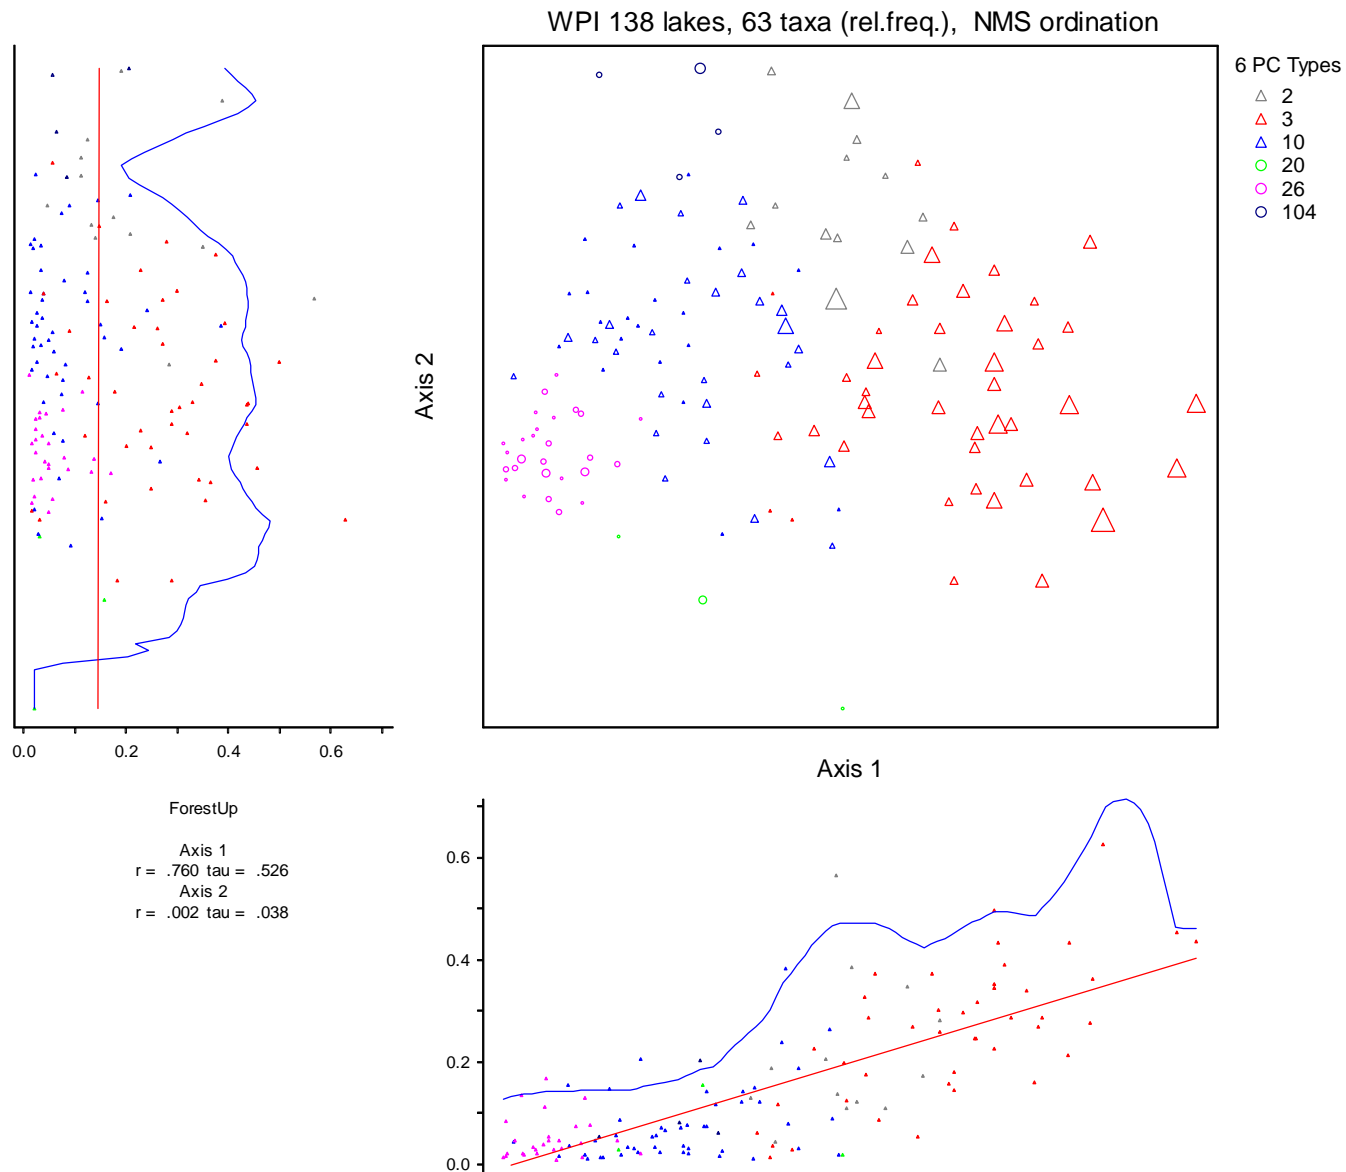 WPI 138 lakes, 63 taxa (rel.freq.), NMS ordination
6 PC Types
2
3
10
20
26
104
Axis 2
0.0 0.2 0.4 0.6
Axis 1
ForestUp
Axis 1
r = .760 tau = .526
Axis 2
r = .002 tau = .038
0.6
0.4
0.2
0.0